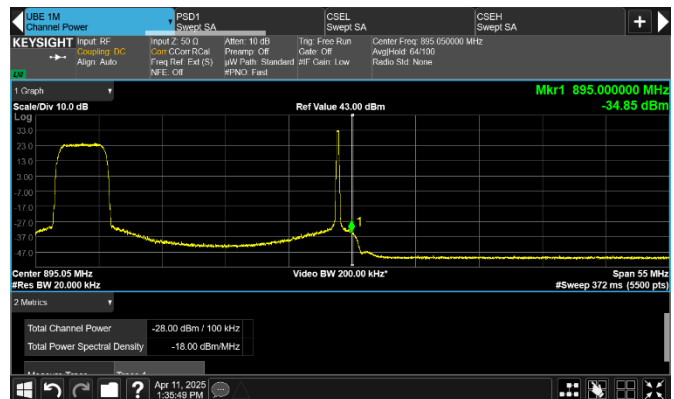 UBE 1M
Channel Power
PSD1
Swept SA
CSEL
Swept SA
CSEH
Swept SA
KEYSIGHT
Input: RF
Coupling: DC
Align: Auto
Input Z: 50 Ω
Corr CCorr RCal
Freq Ref: Ext (S)
NFE: Off
Atten: 10 dB
Preamp: Off
µW Path: Standard
#PNO: Fast
Trig: Free Run
Gate: Off
#IF Gain: Low
Center Freq: 895.050000 MHz
Avg|Hold: 64/100
Radio Std: None
LXI
1 Graph
Mkr1 895.000000 MHz
-34.85 dBm
Scale/Div 10.0 dB
Ref Value 43.00 dBm
Log
33.0
23.0
13.0
3.00
-7.00
-17.0
-27.0
-37.0
-47.0
1
Center 895.05 MHz
#Res BW 20.000 kHz
Video BW 200.00 kHz*
Span 55 MHz
#Sweep 372 ms (5500 pts)
2 Metrics
Total Channel Power
-28.00 dBm / 100 kHz
Total Power Spectral Density
-18.00 dBm/MHz
?
Apr 11, 2025
1:35:49 PM